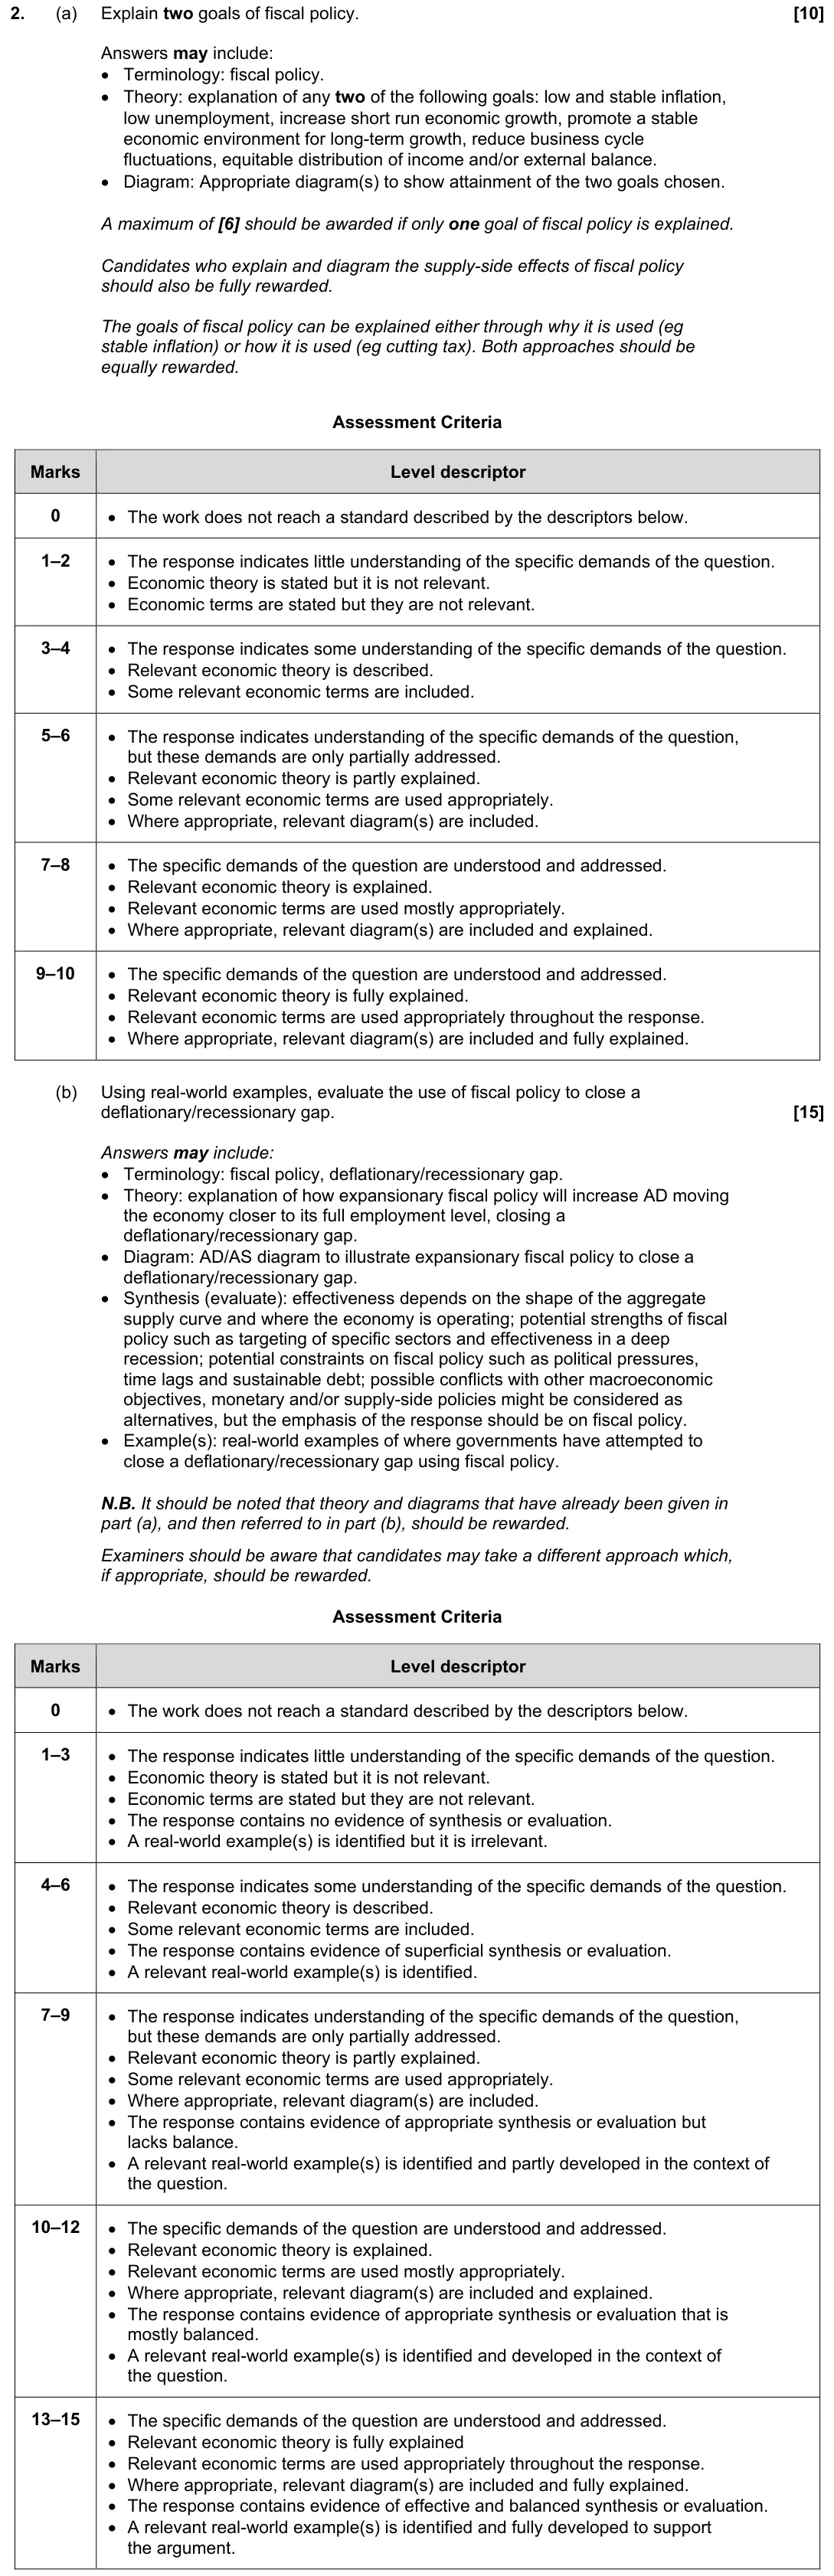 2. (a) Explain two goals of fiscal policy. [10]
Answers may include:
• Terminology: fiscal policy.
• Theory: explanation of any two of the following goals: low and stable inflation,
low unemployment, increase short run economic growth, promote a stable
economic environment for long-term growth, reduce business cycle
fluctuations, equitable distribution of income and/or external balance.
• Diagram: Appropriate diagram(s) to show attainment of the two goals chosen.
A maximum of [6] should be awarded if only one goal of fiscal policy is explained.
Candidates who explain and diagram the supply-side effects of fiscal policy
should also be fully rewarded.
The goals of fiscal policy can be explained either through why it is used (eg
stable inflation) or how it is used (eg cutting tax). Both approaches should be
equally rewarded.
Assessment Criteria
Marks Level descriptor
0 • The work does not reach a standard described by the descriptors below.
1–2 • The response indicates little understanding of the specific demands of the question.
• Economic theory is stated but it is not relevant.
• Economic terms are stated but they are not relevant.
3–4 • The response indicates some understanding of the specific demands of the question.
• Relevant economic theory is described.
• Some relevant economic terms are included.
5–6 • The response indicates understanding of the specific demands of the question,
but these demands are only partially addressed.
• Relevant economic theory is partly explained.
• Some relevant economic terms are used appropriately.
• Where appropriate, relevant diagram(s) are included.
7–8 • The specific demands of the question are understood and addressed.
• Relevant economic theory is explained.
• Relevant economic terms are used mostly appropriately.
• Where appropriate, relevant diagram(s) are included and explained.
9–10 • The specific demands of the question are understood and addressed.
• Relevant economic theory is fully explained.
• Relevant economic terms are used appropriately throughout the response.
• Where appropriate, relevant diagram(s) are included and fully explained.
(b) Using real-world examples, evaluate the use of fiscal policy to close a
deflationary/recessionary gap. [15]
Answers may include:
• Terminology: fiscal policy, deflationary/recessionary gap.
• Theory: explanation of how expansionary fiscal policy will increase AD moving
the economy closer to its full employment level, closing a
deflationary/recessionary gap.
• Diagram: AD/AS diagram to illustrate expansionary fiscal policy to close a
deflationary/recessionary gap.
• Synthesis (evaluate): effectiveness depends on the shape of the aggregate
supply curve and where the economy is operating; potential strengths of fiscal
policy such as targeting of specific sectors and effectiveness in a deep
recession; potential constraints on fiscal policy such as political pressures,
time lags and sustainable debt; possible conflicts with other macroeconomic
objectives, monetary and/or supply-side policies might be considered as
alternatives, but the emphasis of the response should be on fiscal policy.
• Example(s): real-world examples of where governments have attempted to
close a deflationary/recessionary gap using fiscal policy.
N.B. It should be noted that theory and diagrams that have already been given in
part (a), and then referred to in part (b), should be rewarded.
Examiners should be aware that candidates may take a different approach which,
if appropriate, should be rewarded.
Assessment Criteria
Marks Level descriptor
0 • The work does not reach a standard described by the descriptors below.
1–3 • The response indicates little understanding of the specific demands of the question.
• Economic theory is stated but it is not relevant.
• Economic terms are stated but they are not relevant.
• The response contains no evidence of synthesis or evaluation.
• A real-world example(s) is identified but it is irrelevant.
4–6 • The response indicates some understanding of the specific demands of the question.
• Relevant economic theory is described.
• Some relevant economic terms are included.
• The response contains evidence of superficial synthesis or evaluation.
• A relevant real-world example(s) is identified.
7–9 • The response indicates understanding of the specific demands of the question,
but these demands are only partially addressed.
• Relevant economic theory is partly explained.
• Some relevant economic terms are used appropriately.
• Where appropriate, relevant diagram(s) are included.
• The response contains evidence of appropriate synthesis or evaluation but
lacks balance.
• A relevant real-world example(s) is identified and partly developed in the context of
the question.
10–12 • The specific demands of the question are understood and addressed.
• Relevant economic theory is explained.
• Relevant economic terms are used mostly appropriately.
• Where appropriate, relevant diagram(s) are included and explained.
• The response contains evidence of appropriate synthesis or evaluation that is
mostly balanced.
• A relevant real-world example(s) is identified and developed in the context of
the question.
13–15 • The specific demands of the question are understood and addressed.
• Relevant economic theory is fully explained
• Relevant economic terms are used appropriately throughout the response.
• Where appropriate, relevant diagram(s) are included and fully explained.
• The response contains evidence of effective and balanced synthesis or evaluation.
• A relevant real-world example(s) is identified and fully developed to support
the argument.